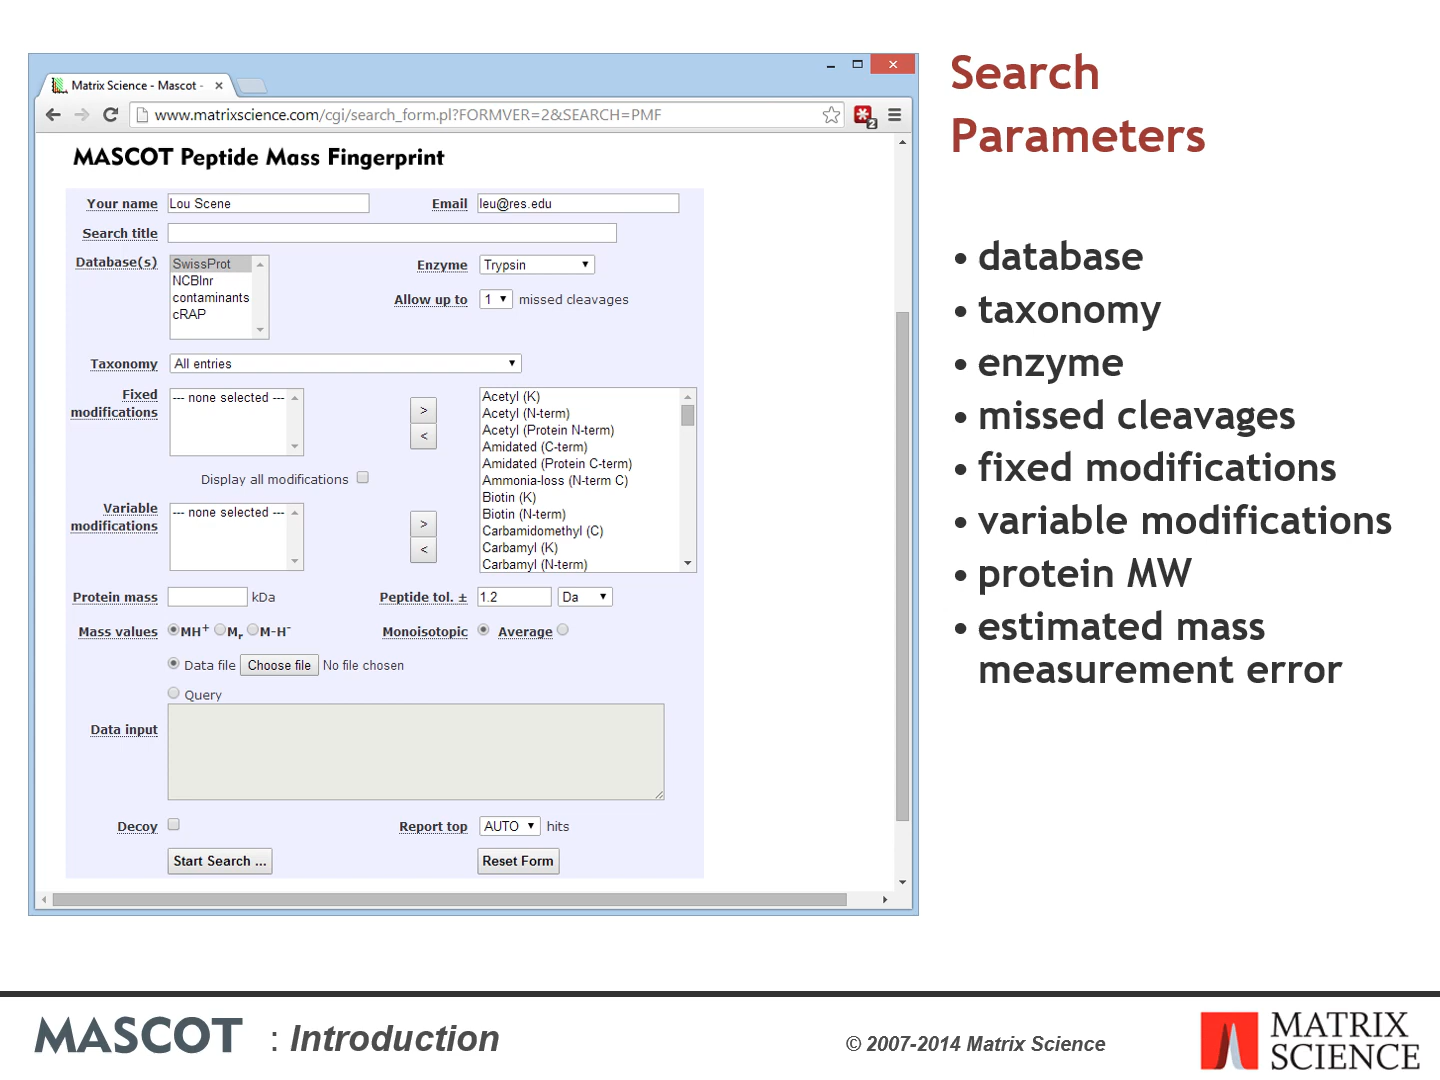 Matrix Science - Mascot -
www.matrixscience.com/cgi/search_form.pl?FORMVER=2&SEARCH=PMF
2
MASCOT Peptide Mass Fingerprint
Your name Lou Scene Email leu@res.edu
Search title
Database(s) SwissProt
NCBInr
contaminants
cRAP
Enzyme Trypsin
Allow up to 1 missed cleavages
Taxonomy All entries
Fixed modifications --- none selected ---
>
<
Display all modifications
Variable modifications --- none selected ---
>
<
Acetyl (K)
Acetyl (N-term)
Acetyl (Protein N-term)
Amidated (C-term)
Amidated (Protein C-term)
Ammonia-loss (N-term C)
Biotin (K)
Biotin (N-term)
Carbamidomethyl (C)
Carbamyl (K)
Carbamyl (N-term)
Protein mass kDa Peptide tol. ± 1.2 Da
Mass values MH+ Mr M-H- Monoisotopic Average
Data file Choose file No file chosen
Query
Data input
Decoy Report top AUTO hits
Start Search ... Reset Form
Search
Parameters
• database
• taxonomy
• enzyme
• missed cleavages
• fixed modifications
• variable modifications
• protein MW
• estimated mass
measurement error
MASCOT : Introduction
© 2007-2014 Matrix Science
MATRIX
SCIENCE